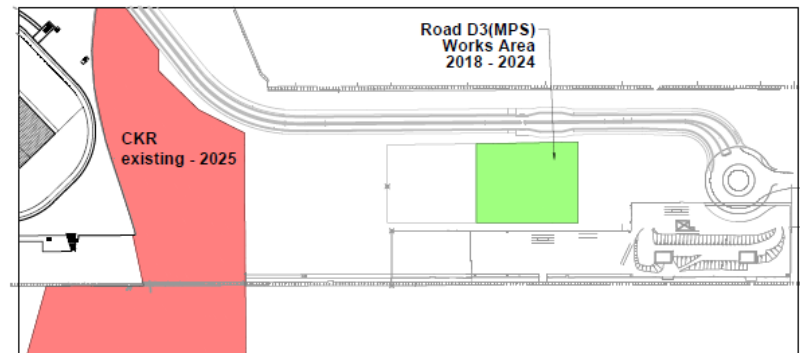 Road D3(MPS)
Works Area
2018 - 2024
CKR
existing - 2025